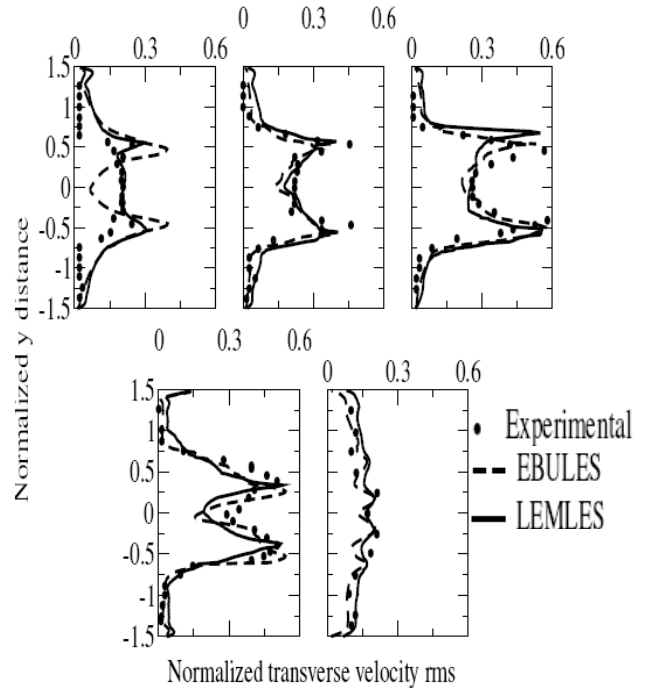 0 0.3 0.6 0 0.3 0.6 0 0.3 0.6
1.5
1
0.5
0
-0.5
-1
-1.5
Normalized y distance
0 0.3 0.6 0 0.3 0.6
1.5
1
0.5
0
-0.5
-1
-1.5
Experimental
EBULES
LEMLES
Normalized transverse velocity rms